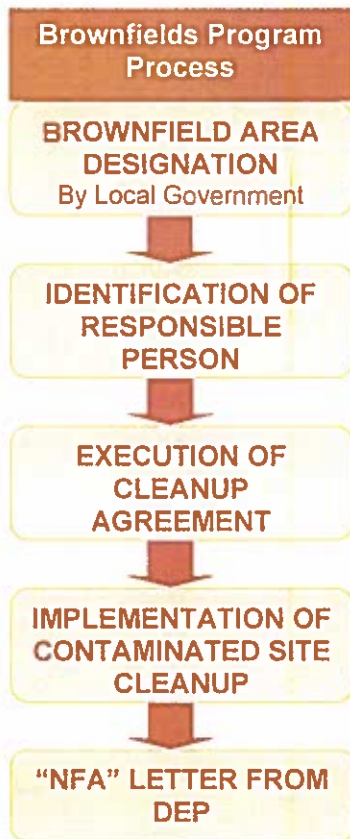 Brownfields Program
Process
BROWNFIELD AREA
DESIGNATION
By Local Government
IDENTIFICATION OF
RESPONSIBLE
PERSON
EXECUTION OF
CLEANUP
AGREEMENT
IMPLEMENTATION OF
CONTAMINATED SITE
CLEANUP
“NFA” LETTER FROM
DEP